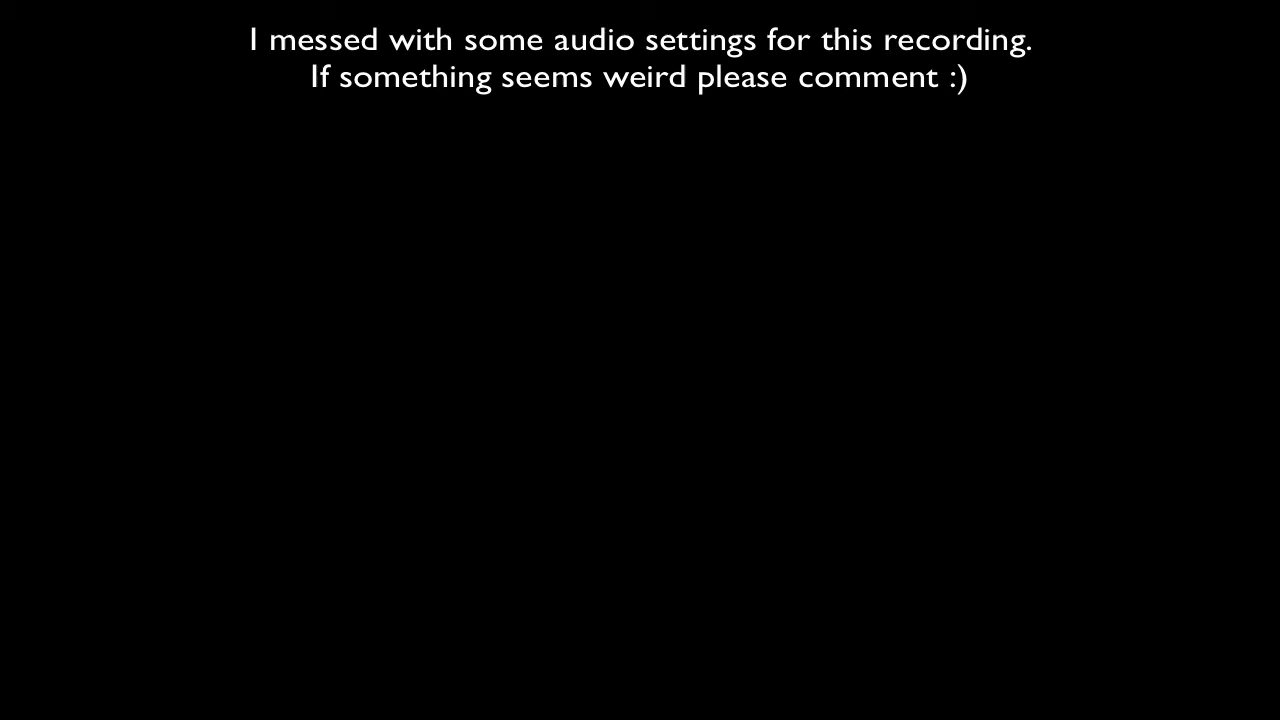 I messed with some audio settings for this recording.
If something seems weird please comment :)